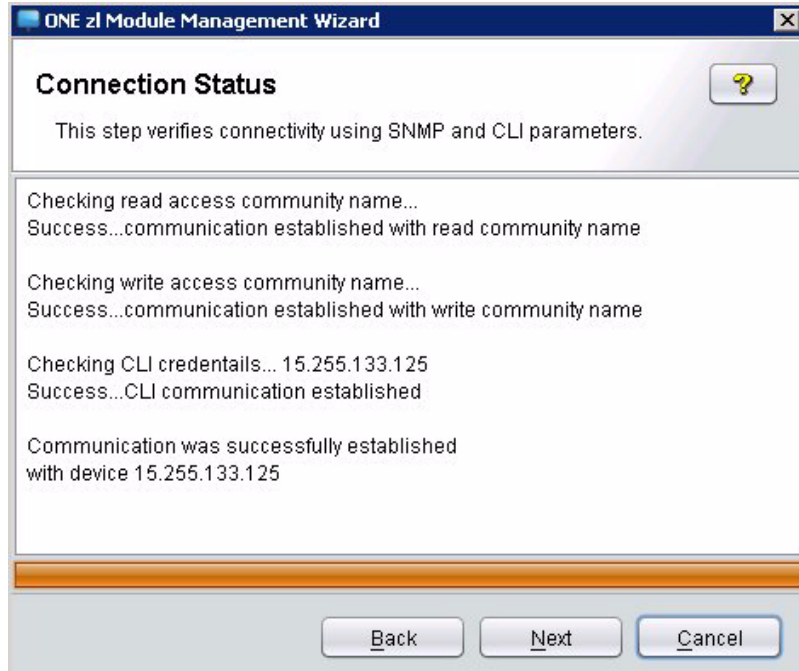 ONE zl Module Management Wizard
Connection Status
This step verifies connectivity using SNMP and CLI parameters.
Checking read access community name...
Success...communication established with read community name
Checking write access community name...
Success...communication established with write community name
Checking CLI credentails... 15.255.133.125
Success...CLI communication established
Communication was successfully established
with device 15.255.133.125
Back
Next
Cancel